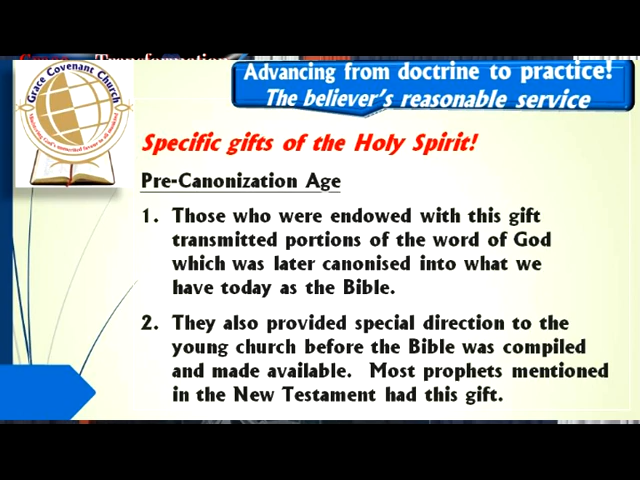 Grace Covenant Church
Advancing from doctrine to practice!
The believer's reasonable service
Specific gifts of the Holy Spirit!
Pre-Canonization Age
1. Those who were endowed with this gift
transmitted portions of the word of God
which was later canonised into what we
have today as the Bible.
2. They also provided special direction to the
young church before the Bible was compiled
and made available. Most prophets mentioned
in the New Testament had this gift.